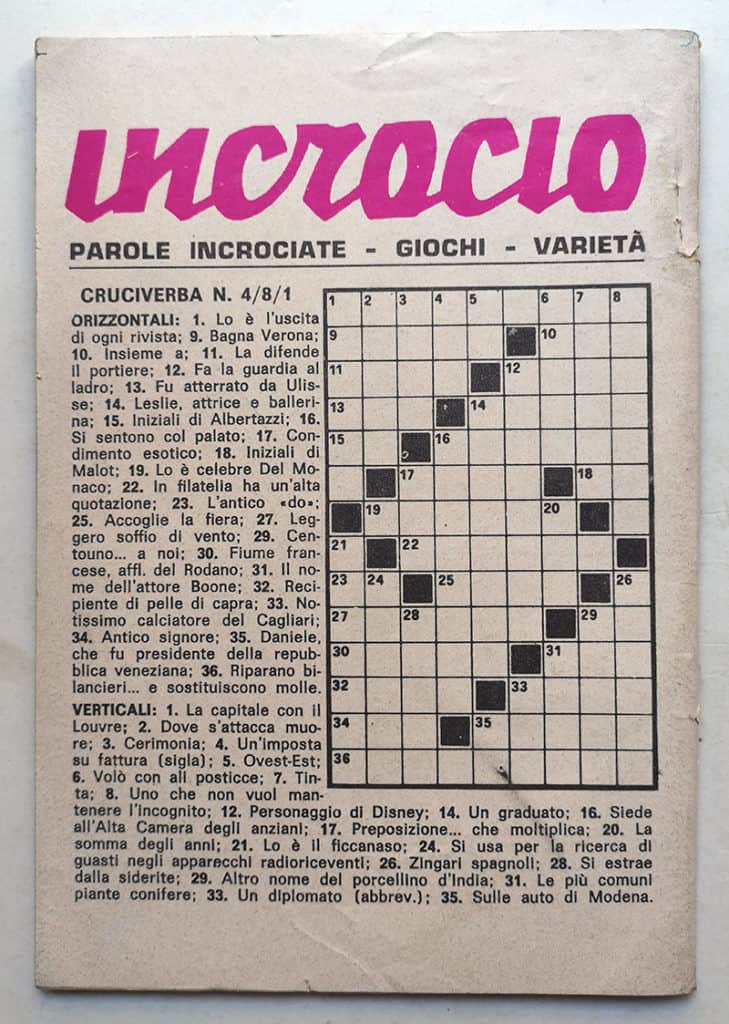 incrocio
PAROLE INCROCIATE - GIOCHI - VARIETÀ
CRUCIVERBA N. 4/8/1
ORIZZONTALI: 1. Lo è l'uscita
di ogni rivista; 9. Bagna Verona;
10. Insieme a; 11. La difende
il portiere; 12. Fa la guardia al
ladro; 13. Fu atterrato da Ulis-
se; 14. Leslie, attrice e balleri-
na; 15. Iniziali di Albertazzi; 16.
Si sentono col palato; 17. Con-
dimento esotico; 18. Iniziali di
Malot; 19. Lo è celebre Del Mo-
naco; 22. In filatelia ha un'alta
quotazione; 23. L'antico «do»;
25. Accoglie la fiera; 27. Leg-
gero soffio di vento; 29. Cen-
touno... a noi; 30. Fiume fran-
cese, affl. del Rodano; 31. Il no-
me dell'attore Boone; 32. Reci-
piente di pelle di capra; 33. No-
tissimo calciatore del Cagliari;
34. Antico signore; 35. Daniele,
che fu presidente della repub-
blica veneziana; 36. Riparano bi-
lancieri... e sostituiscono molle.
VERTICALI: 1. La capitale con il
Louvre; 2. Dove s'attacca muo-
re; 3. Cerimonia; 4. Un'imposta
su fattura (sigla); 5. Ovest-Est;
6. Volò con ali posticce; 7. Tin-
ta; 8. Uno che non vuol man-
tenere l'incognito; 12. Personaggio di Disney; 14. Un graduato; 16. Siede
all'Alta Camera degli anziani; 17. Preposizione... che moltiplica; 20. La
somma degli anni; 21. Lo è il ficcanaso; 24. Si usa per la ricerca di
guasti negli apparecchi radioriceventi; 26. Zingari spagnoli; 28. Si estrae
dalla siderite; 29. Altro nome del porcellino d'India; 31. Le più comuni
piante conifere; 33. Un diplomato (abbrev.); 35. Sulle auto di Modena.
1 2 3 4 5 6 7 8
9 10
11 12
13 14
15 16
17 18
19 20
21 22
23 24 25 26
27 28 29
30 31
32 33
34 35
36